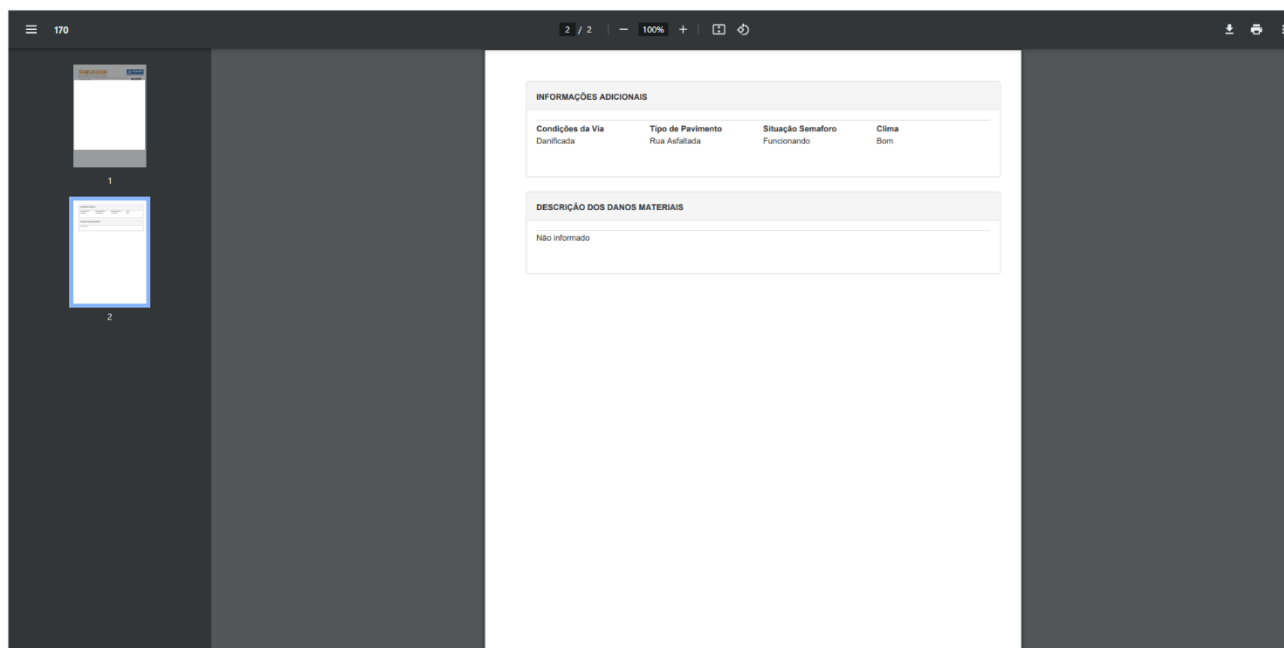 170
2 / 2
100%
1
2
INFORMAÇÕES ADICIONAIS
Condições da Via Tipo de Pavimento Situação Semaforo Clima
Danificada Rua Asfaltada Funcionando Bom
DESCRIÇÃO DOS DANOS MATERIAIS
Não informado